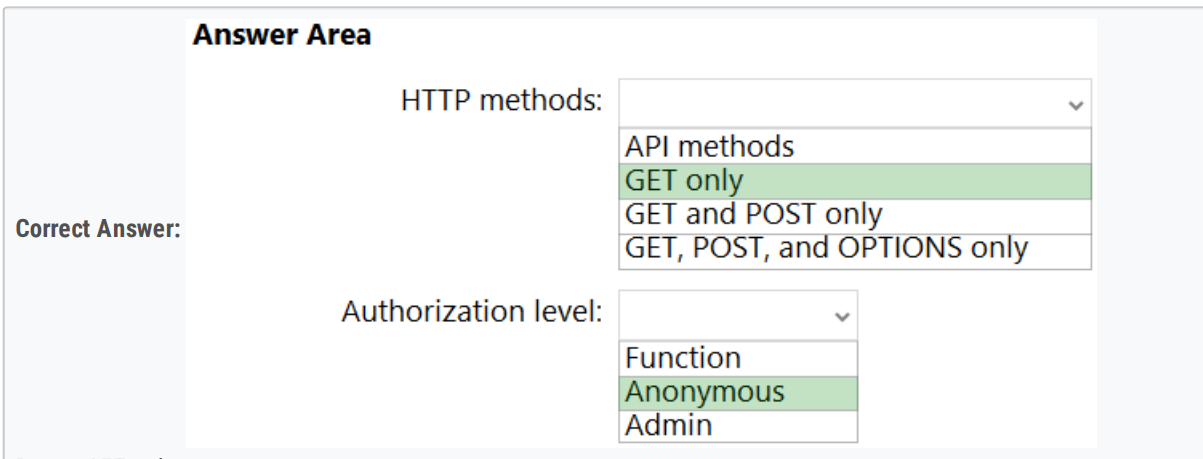 Answer Area
HTTP methods:
API methods
GET only
GET and POST only
GET, POST, and OPTIONS only
Correct Answer:
Authorization level:
Function
Anonymous
Admin